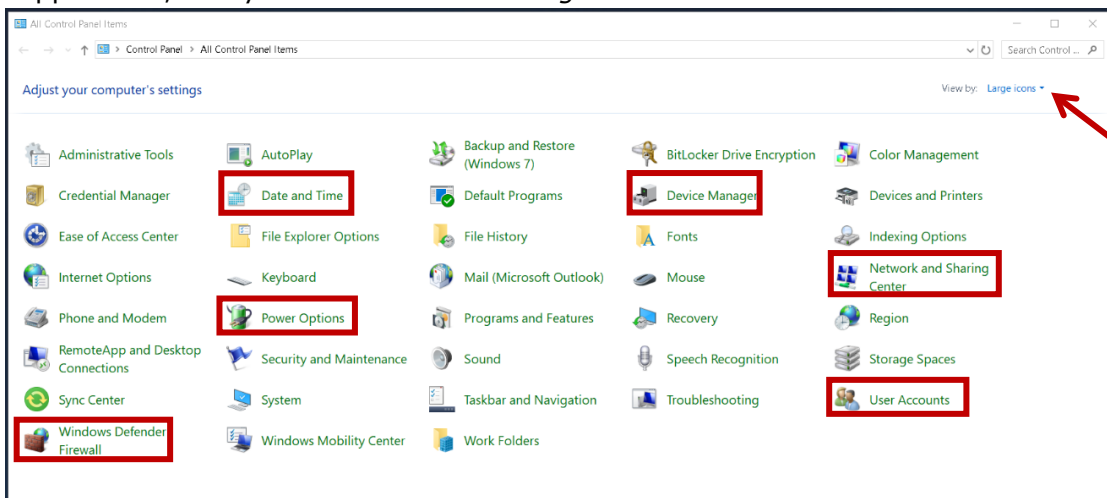 All Control Panel Items
Control Panel > All Control Panel Items
Search Control ...
Adjust your computer's settings
View by: Large icons
Administrative Tools
AutoPlay
Backup and Restore
(Windows 7)
BitLocker Drive Encryption
Color Management
Credential Manager
Date and Time
Default Programs
Device Manager
Devices and Printers
Ease of Access Center
File Explorer Options
File History
Fonts
Indexing Options
Internet Options
Keyboard
Mail (Microsoft Outlook)
Mouse
Network and Sharing
Center
Phone and Modem
Power Options
Programs and Features
Recovery
Region
RemoteApp and Desktop
Connections
Security and Maintenance
Sound
Speech Recognition
Storage Spaces
Sync Center
System
Taskbar and Navigation
Troubleshooting
User Accounts
Windows Defender
Firewall
Windows Mobility Center
Work Folders